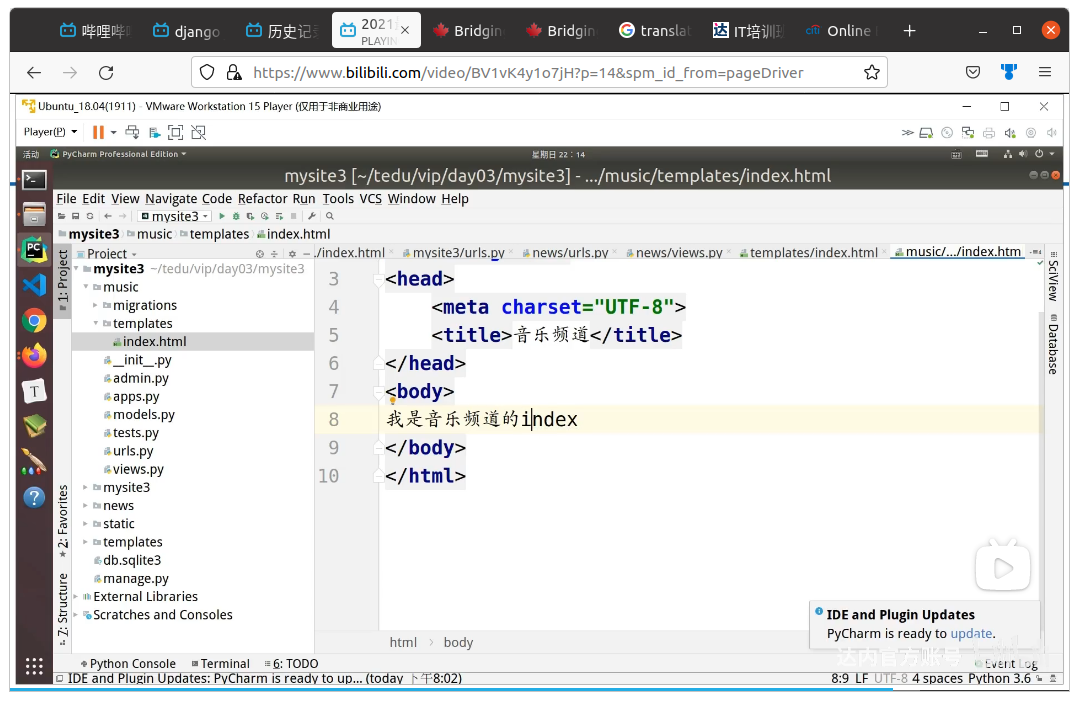 哔哩哔哩
django
历史记录
2021
PLAYIN
Bridgin
Bridgin
translat
达 IT培训班
citi Online
https://www.bilibili.com/video/BV1vK4y1o7jH?p=14&spm_id_from=pageDriver
Ubuntu_18.04(1911) - VMware Workstation 15 Player (仅用于非商业用途)
Player(P)
活动 PyCharm Professional Edition 星期日 22：14
mysite3 [~/tedu/vip/day03/mysite3] - .../music/templates/index.html
File Edit View Navigate Code Refactor Run Tools VCS Window Help
mysite3
mysite3 music templates index.html
Project
./index.html mysite3/urls.py news/urls.py news/views.py templates/index.html music/.../index.htm
1: Project
2: Favorites
Z: Structure
mysite3 ~/tedu/vip/day03/mysite3
music
migrations
templates
index.html
__init__.py
admin.py
apps.py
models.py
tests.py
urls.py
views.py
mysite3
news
static
templates
db.sqlite3
manage.py
External Libraries
Scratches and Consoles
3 <head>
4 <meta charset="UTF-8">
5 <title>音乐频道</title>
6 </head>
7 <body>
8 我是音乐频道的index
9 </body>
10 </html>
SciView
Database
html › body
IDE and Plugin Updates
PyCharm is ready to update.
达内官方账号
Python Console Terminal 6: TODO Event Log
IDE and Plugin Updates: PyCharm is ready to up... (today 下午8:02) 8:9 LF UTF-8 4 spaces Python 3.6